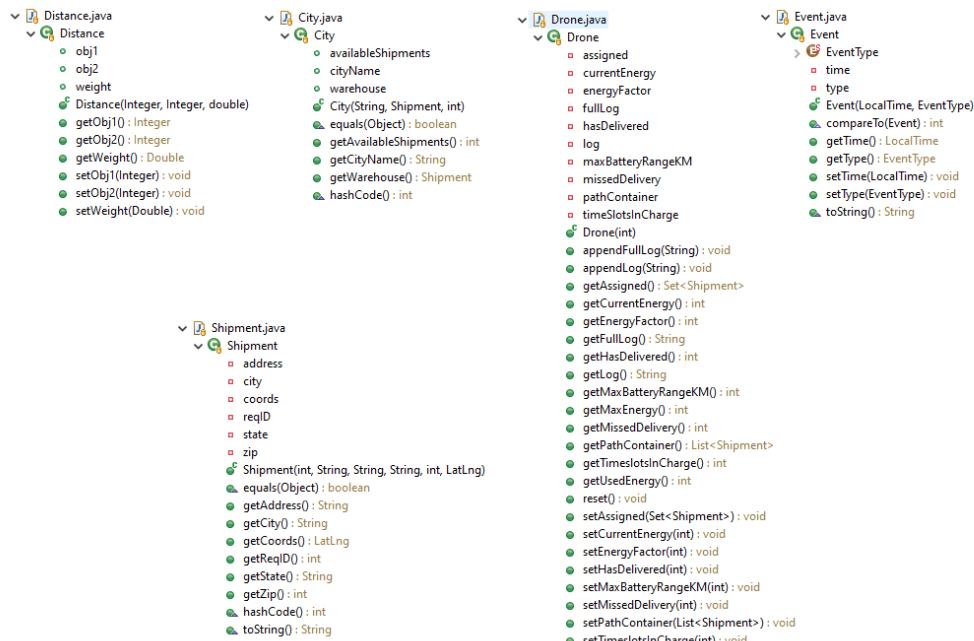 Distance.java
Distance
obj1
obj2
weight
Distance(Integer, Integer, double)
getObj1() : Integer
getObj2() : Integer
getWeight() : Double
setObj1(Integer) : void
setObj2(Integer) : void
setWeight(Double) : void
City.java
City
availableShipments
cityName
warehouse
City(String, Shipment, int)
equals(Object) : boolean
getAvailableShipments() : int
getCityName() : String
getWarehouse() : Shipment
hashCode() : int
Drone.java
Drone
assigned
currentEnergy
energyFactor
fullLog
hasDelivered
log
maxBatteryRangeKM
missedDelivery
pathContainer
timeSlotsInCharge
Drone(int)
appendFullLog(String) : void
appendLog(String) : void
getAssigned() : Set<Shipment>
getCurrentEnergy() : int
getEnergyFactor() : int
getFullLog() : String
getHasDelivered() : int
getLog() : String
getMaxBatteryRangeKM() : int
getMaxEnergy() : int
getMissedDelivery() : int
getPathContainer() : List<Shipment>
getTimeslotsInCharge() : int
getUsedEnergy() : int
reset() : void
setAssigned(Set<Shipment>) : void
setCurrentEnergy(int) : void
setEnergyFactor(int) : void
setHasDelivered(int) : void
setMaxBatteryRangeKM(int) : void
setMissedDelivery(int) : void
setPathContainer(List<Shipment>) : void
setTimeslotsInCharge(int) : void
Event.java
Event
EventType
time
type
Event(LocalTime, EventType)
compareTo(Event) : int
getTime() : LocalTime
getType() : EventType
setTime(LocalTime) : void
setType(EventType) : void
toString() : String
Shipment.java
Shipment
address
city
coords
reqID
state
zip
Shipment(int, String, String, String, int, LatLng)
equals(Object) : boolean
getAddress() : String
getCity() : String
getCoords() : LatLng
getReqID() : int
getState() : String
getZip() : int
hashCode() : int
toString() : String